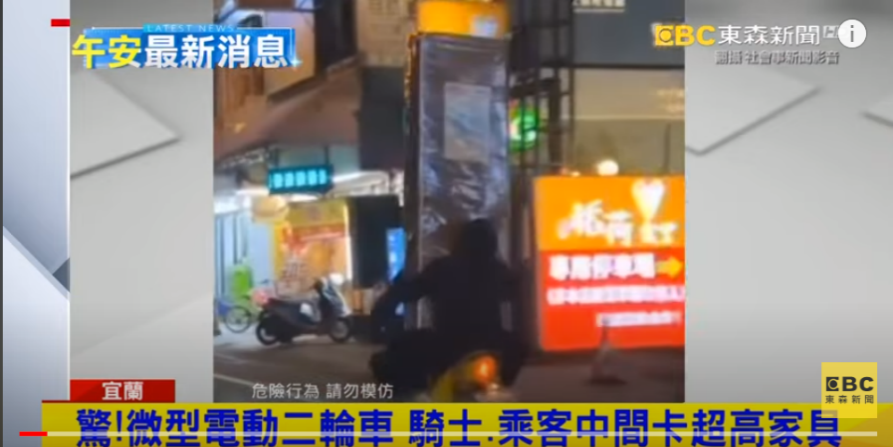 LATEST NEWS
午安最新消息
EBC東森新聞
翻攝 社會事新聞影音
專用停車場
危險行為 請勿模仿
宜蘭
EBC
東森新聞
驚!微型電動二輪車 騎士.乘客中間卡超高家具